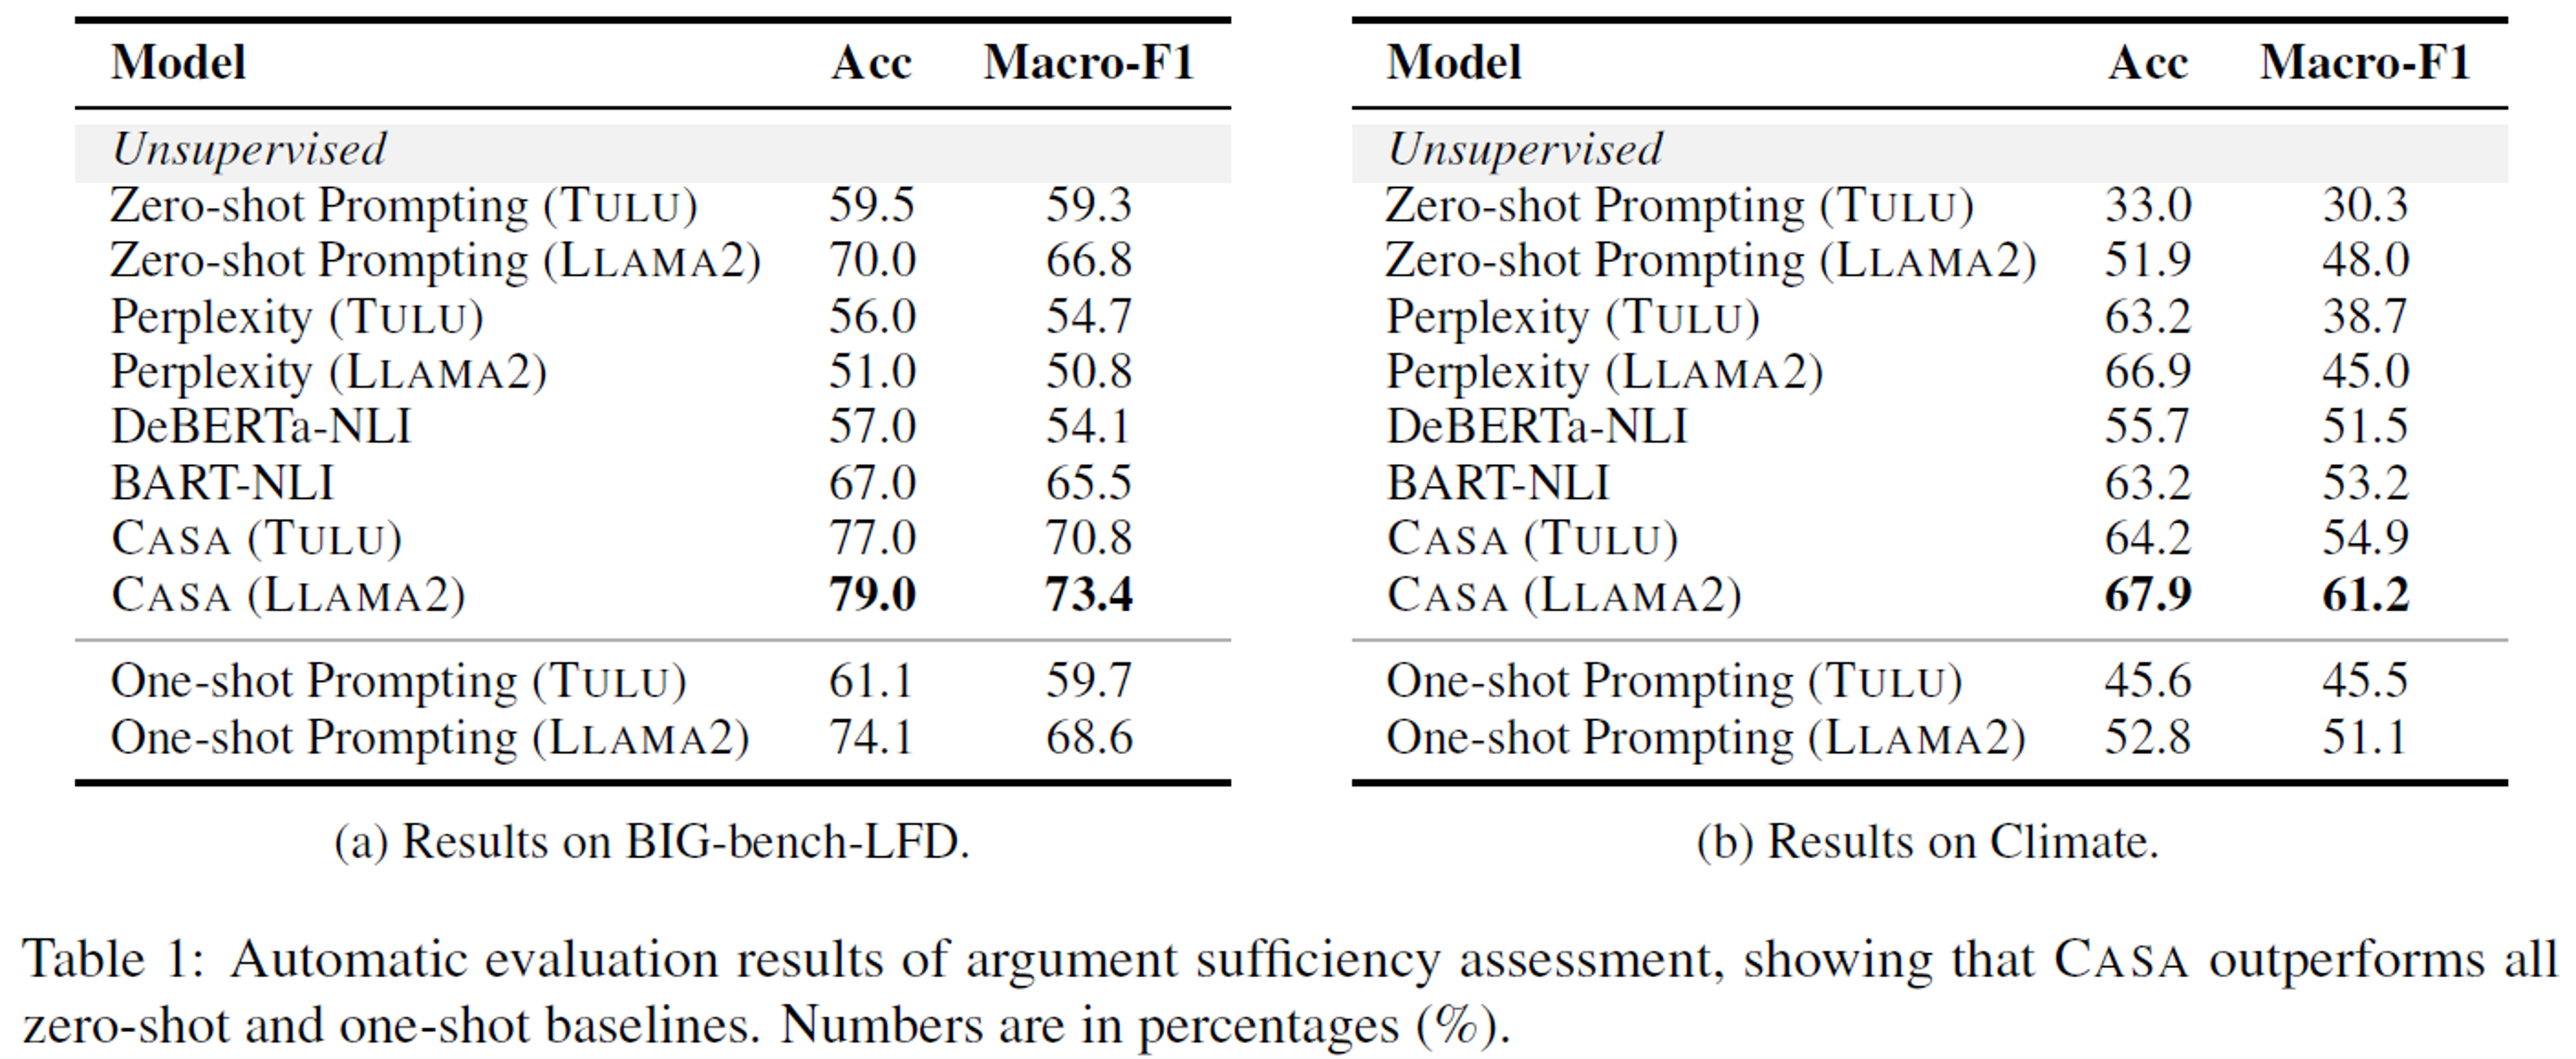 Model Acc Macro-F1
Unsupervised
Zero-shot Prompting (TULU) 59.5 59.3
Zero-shot Prompting (LLAMA2) 70.0 66.8
Perplexity (TULU) 56.0 54.7
Perplexity (LLAMA2) 51.0 50.8
DeBERTa-NLI 57.0 54.1
BART-NLI 67.0 65.5
CASA (TULU) 77.0 70.8
CASA (LLAMA2) 79.0 73.4
One-shot Prompting (TULU) 61.1 59.7
One-shot Prompting (LLAMA2) 74.1 68.6
(a) Results on BIG-bench-LFD.
Model Acc Macro-F1
Unsupervised
Zero-shot Prompting (TULU) 33.0 30.3
Zero-shot Prompting (LLAMA2) 51.9 48.0
Perplexity (TULU) 63.2 38.7
Perplexity (LLAMA2) 66.9 45.0
DeBERTa-NLI 55.7 51.5
BART-NLI 63.2 53.2
CASA (TULU) 64.2 54.9
CASA (LLAMA2) 67.9 61.2
One-shot Prompting (TULU) 45.6 45.5
One-shot Prompting (LLAMA2) 52.8 51.1
(b) Results on Climate.
Table 1: Automatic evaluation results of argument sufficiency assessment, showing that CASA outperforms all
zero-shot and one-shot baselines. Numbers are in percentages (%).